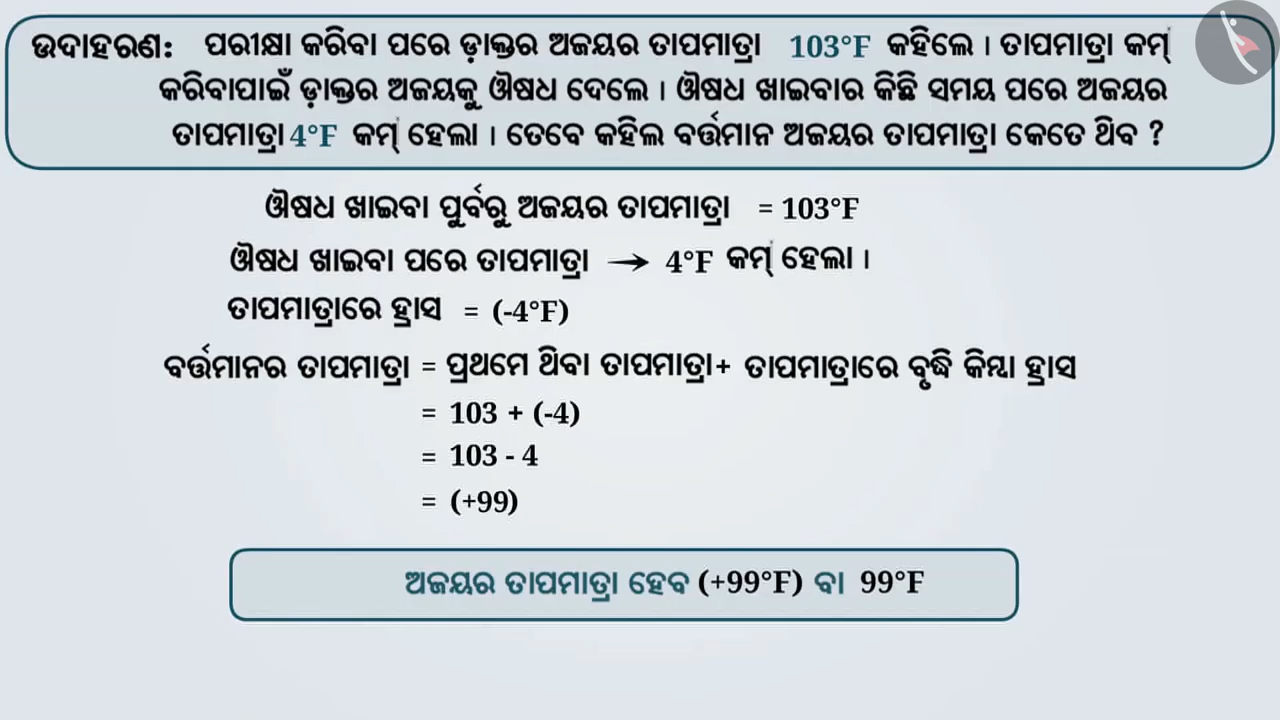 ଉଦାହରଣ: ପରୀକ୍ଷା କରିବା ପରେ ଡ଼ାକ୍ତର ଅଜୟର ତାପମାତ୍ରା 103°F କହିଲେ । ତାପମାତ୍ରା କମ୍
କରିବାପାଇଁ ଡ଼ାକ୍ତର ଅଜୟକୁ ଔଷଧ ଦେଲେ । ଔଷଧ ଖାଇବାର କିଛି ସମୟ ପରେ ଅଜୟର
ତାପମାତ୍ରା 4°F କମ୍ ହେଲା । ତେବେ କହିଲ ବର୍ତ୍ତମାନ ଅଜୟର ତାପମାତ୍ରା କେତେ ଥିବ ?
ଔଷଧ ଖାଇବା ପୁର୍ବରୁ ଅଜୟର ତାପମାତ୍ରା = 103°F
ଔଷଧ ଖାଇବା ପରେ ତାପମାତ୍ରା → 4°F କମ୍ ହେଲା ।
ତାପମାତ୍ରାରେ ହ୍ରାସ = (-4°F)
ବର୍ତ୍ତମାନର ତାପମାତ୍ରା = ପ୍ରଥମେ ଥିବା ତାପମାତ୍ରା + ତାପମାତ୍ରାରେ ବୃଦ୍ଧି କିମ୍ୱା ହ୍ରାସ
= 103 + (-4)
= 103 - 4
= (+99)
ଅଜୟର ତାପମାତ୍ରା ହେବ (+99°F) ବା 99°F